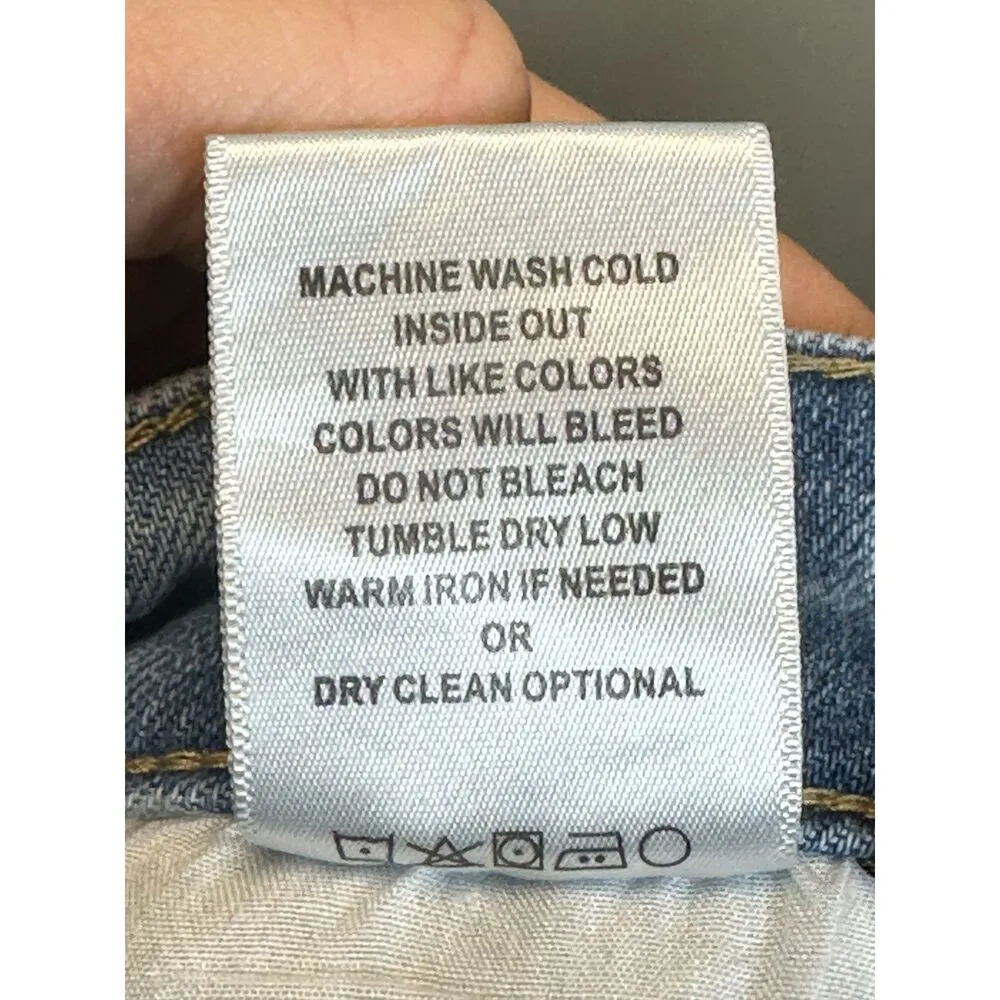 MACHINE WASH COLD
INSIDE OUT
WITH LIKE COLORS
COLORS WILL BLEED
DO NOT BLEACH
TUMBLE DRY LOW
WARM IRON IF NEEDED
OR
DRY CLEAN OPTIONAL